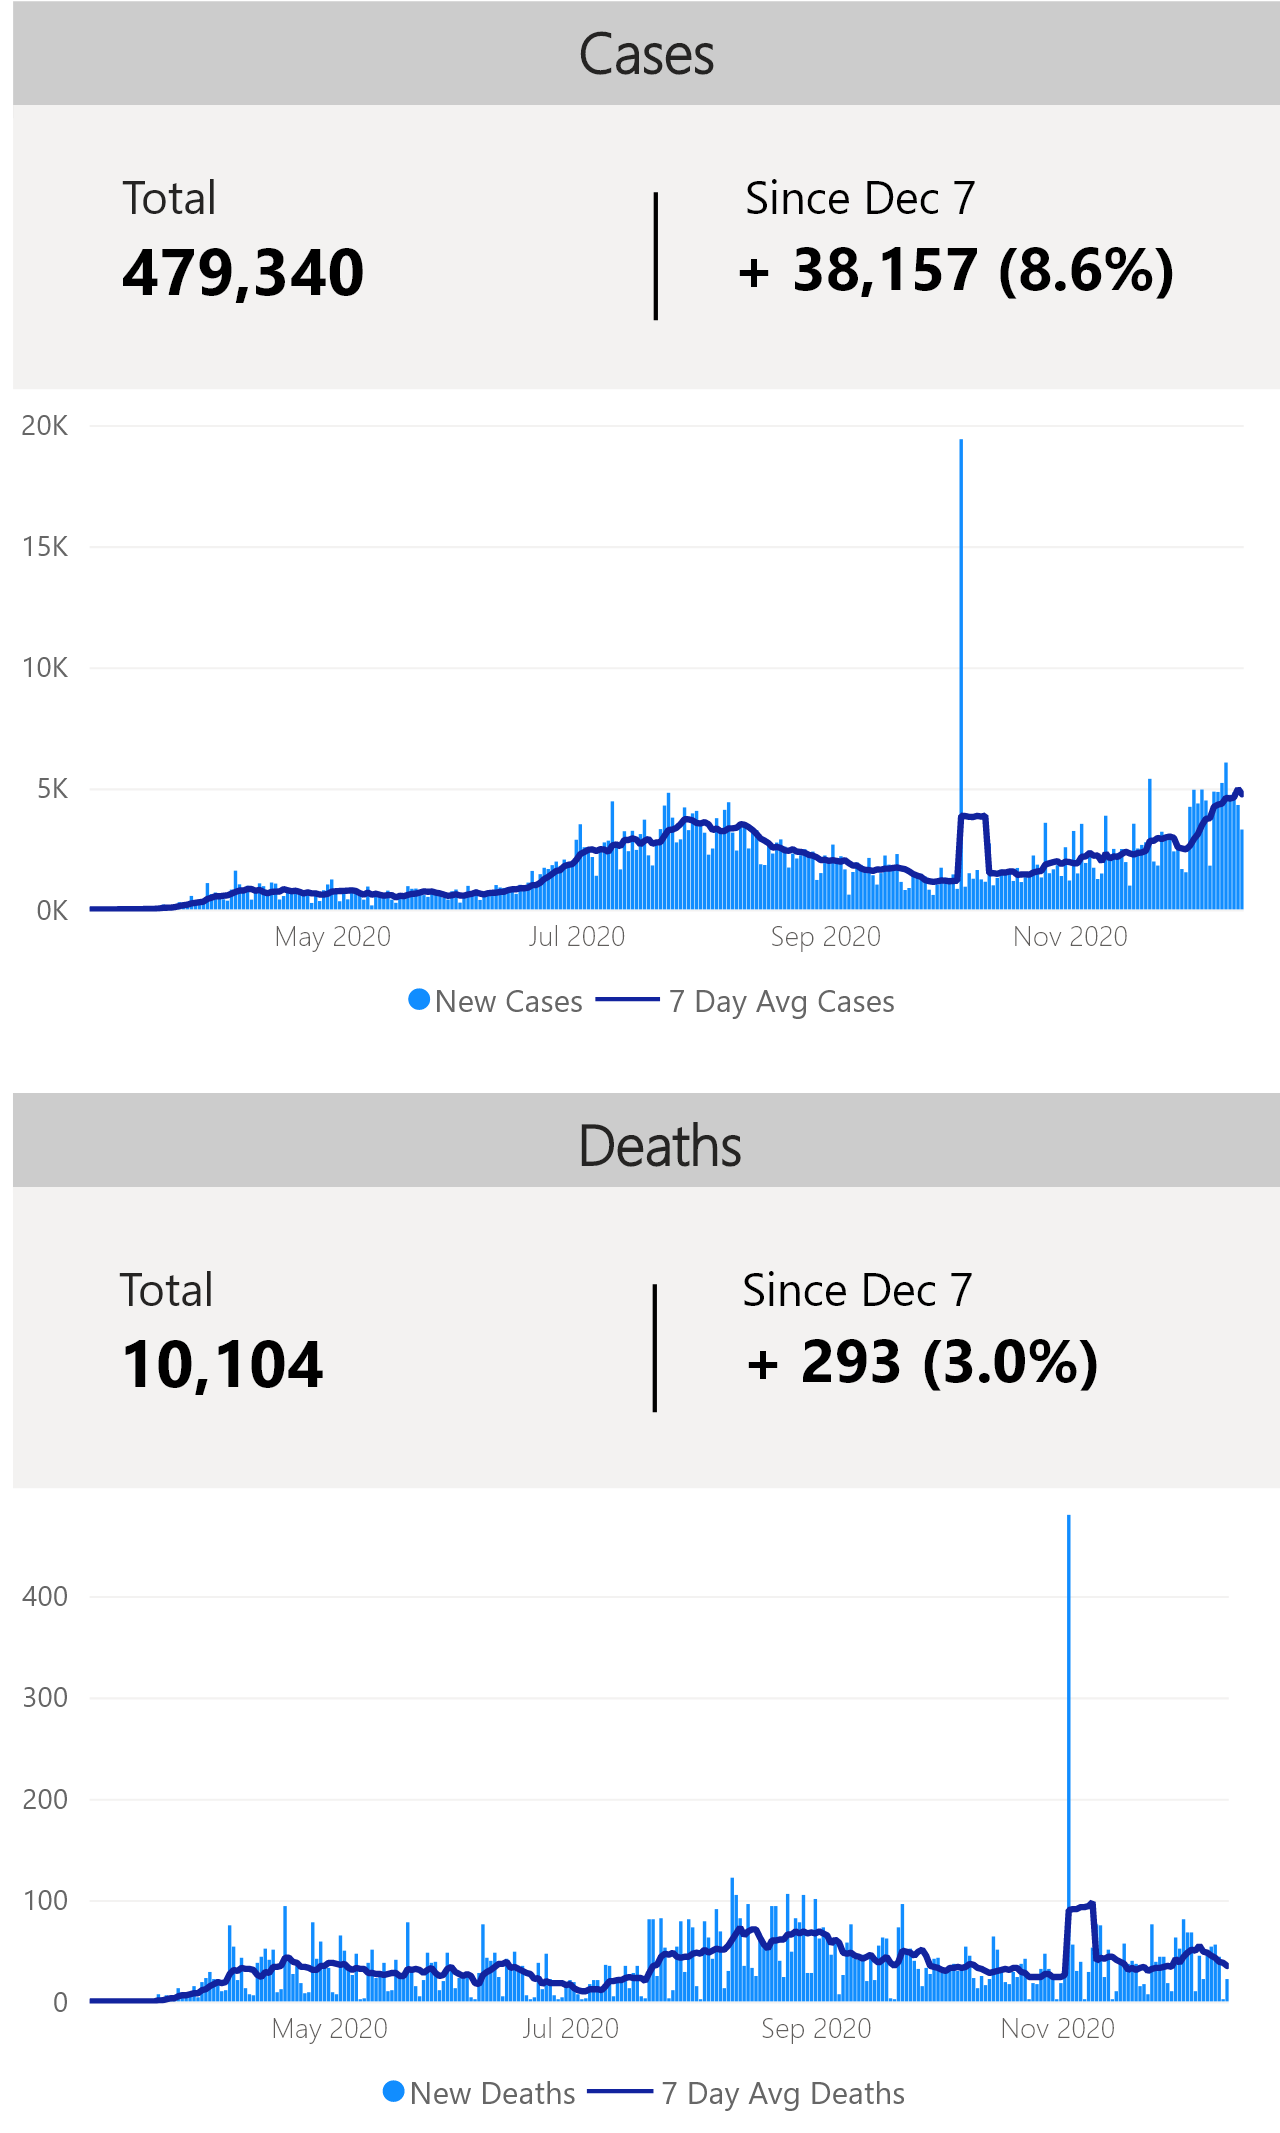 Cases
Total
479,340
Since Dec 7
+ 38,157 (8.6%)
20K
15K
10K
5K
0K
May 2020
Jul 2020
Sep 2020
Nov 2020
New Cases
7 Day Avg Cases
Deaths
Total
10,104
Since Dec 7
+ 293 (3.0%)
400
300
200
100
0
May 2020
Jul 2020
Sep 2020
Nov 2020
New Deaths
7 Day Avg Deaths